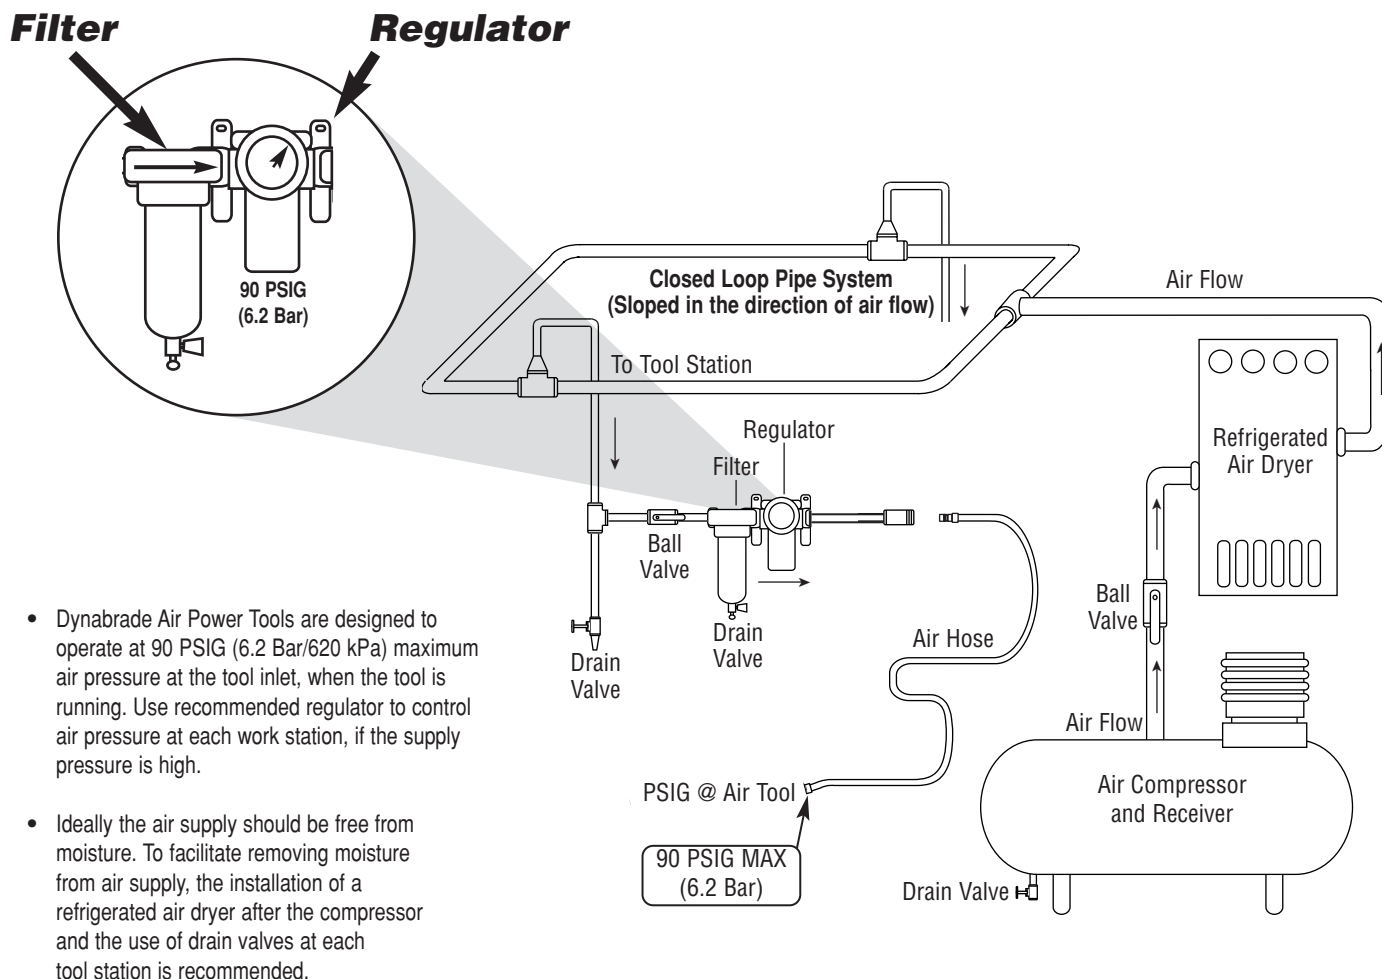 Filter
Regulator
90 PSIG
(6.2 Bar)
Closed Loop Pipe System
(Sloped in the direction of air flow)
Air Flow
To Tool Station
Refrigerated
Air Dryer
Regulator
Filter
Ball
Valve
Drain
Valve
Drain
Valve
Air Hose
Ball
Valve
Air Flow
Air Compressor
and Receiver
PSIG @ Air Tool
90 PSIG MAX
(6.2 Bar)
Drain Valve
• Dynabrade Air Power Tools are designed to
operate at 90 PSIG (6.2 Bar/620 kPa) maximum
air pressure at the tool inlet, when the tool is
running. Use recommended regulator to control
air pressure at each work station, if the supply
pressure is high.
• Ideally the air supply should be free from
moisture. To facilitate removing moisture
from air supply, the installation of a
refrigerated air dryer after the compressor
and the use of drain valves at each
tool station is recommended.